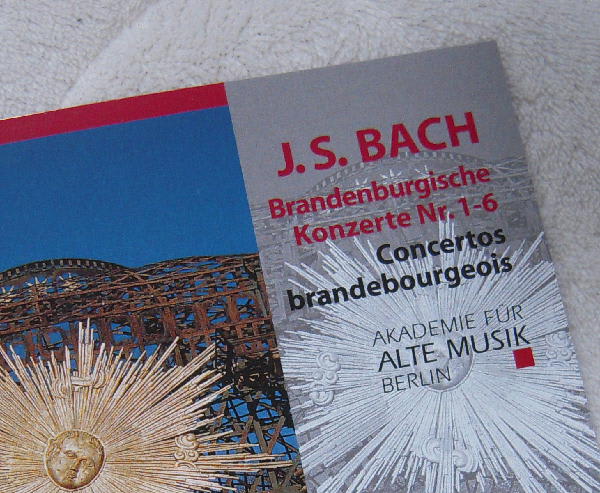 J. S. BACH
Brandenburgische
Konzerte Nr. 1-6
Concertos
brandebourgeois
AKADEMIE FÜR
ALTE MUSIK
BERLIN